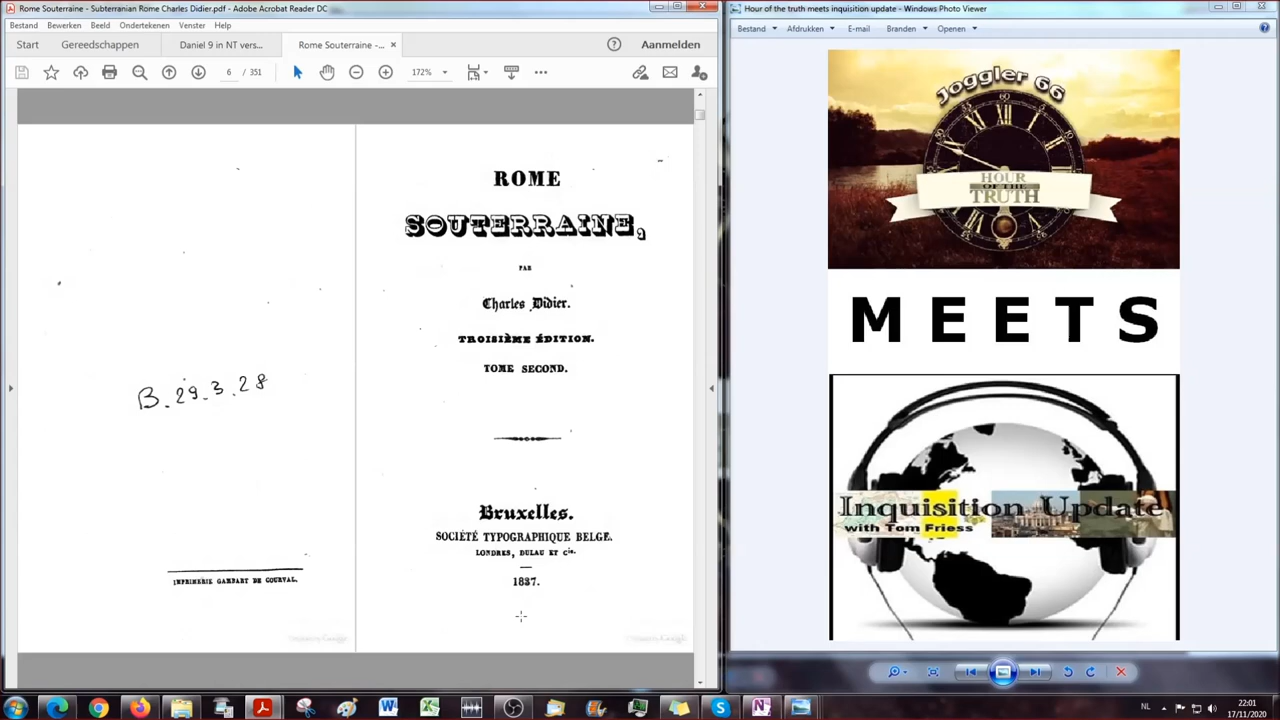 Rome Souterraine - Subterranian Rome Charles Didier.pdf - Adobe Acrobat Reader DC
Bestand Bewerken Beeld Ondertekenen Venster Help
Start Gereedschappen Daniel 9 in NT vers... Rome Souterraine -... × Aanmelden
6 / 351 172%
B. 29. 3. 28
IMPRIMERIE GAMBART DE COURVAL.
ROME
SOUTERRAINE,
PAR
Charles Didier.
TROISIÈME ÉDITION.
TOME SECOND.
Bruxelles.
SOCIÉTÉ TYPOGRAPHIQUE BELGE.
LONDRES, DULAU ET Cie.
1837.
Google
Google
Hour of the truth meets inquisition update - Windows Photo Viewer
Bestand Afdrukken E-mail Branden Openen
Joggler 66
HOUR
OF THE
TRUTH
MEETS
Inquisition Update
with Tom Friess
NL 22:01
17/11/2020